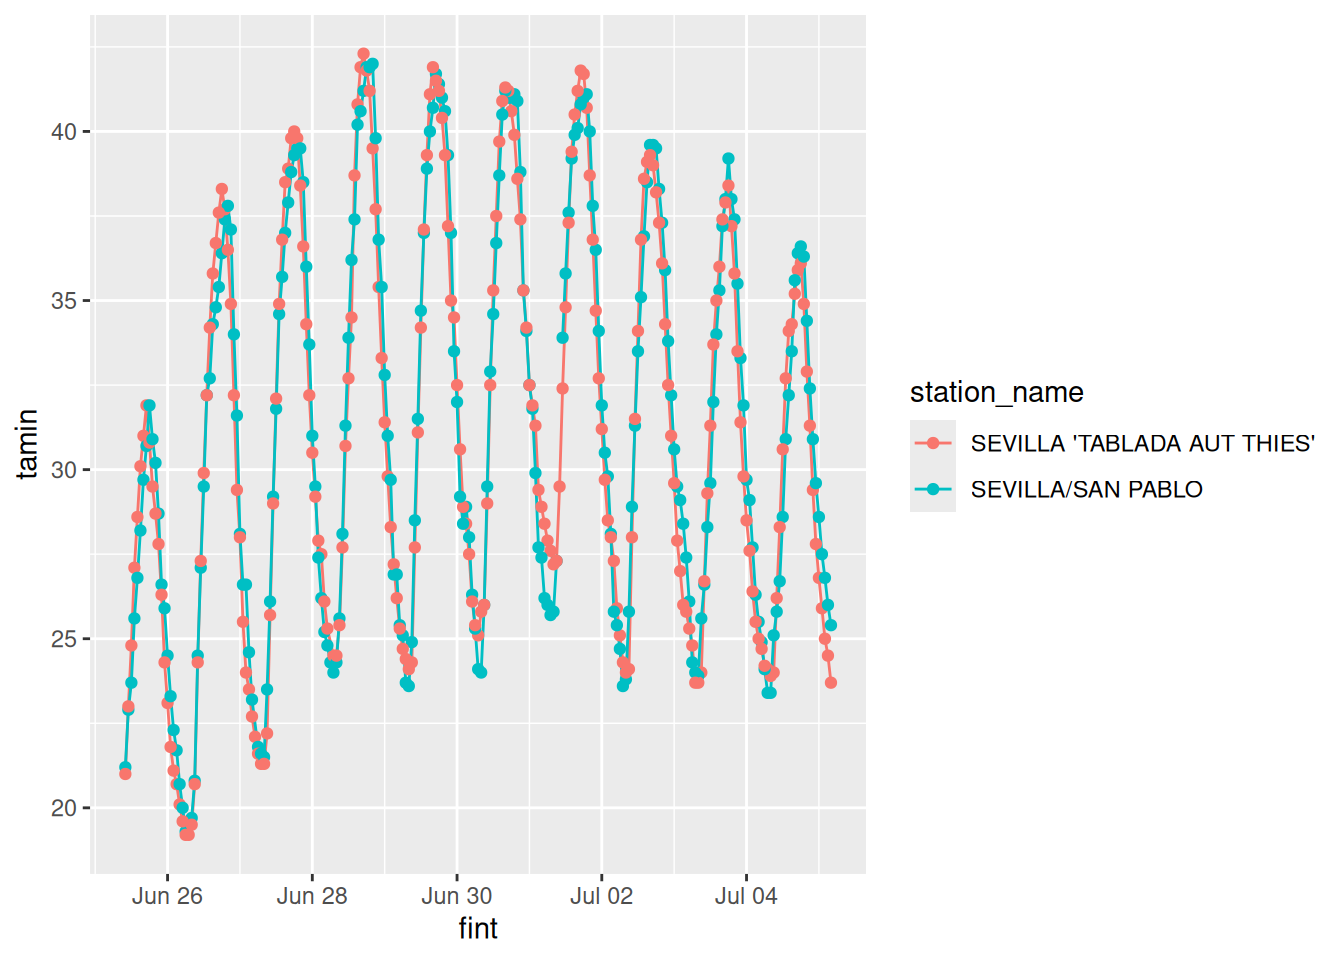 40
35
30
25
20
tamin
Jun 26
Jun 28
Jun 30
Jul 02
Jul 04
fint
station_name
SEVILLA 'TABLADA AUT THIES'
SEVILLA/SAN PABLO